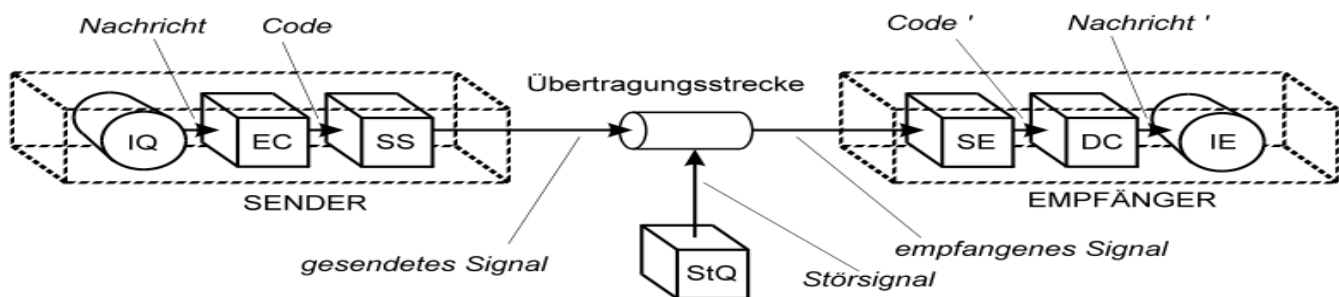 Nachricht
Code
Code '
Nachricht '
Übertragungsstrecke
IQ
EC
SS
SE
DC
IE
SENDER
EMPFÄNGER
gesendetes Signal
StQ
Störsignal
empfangenes Signal